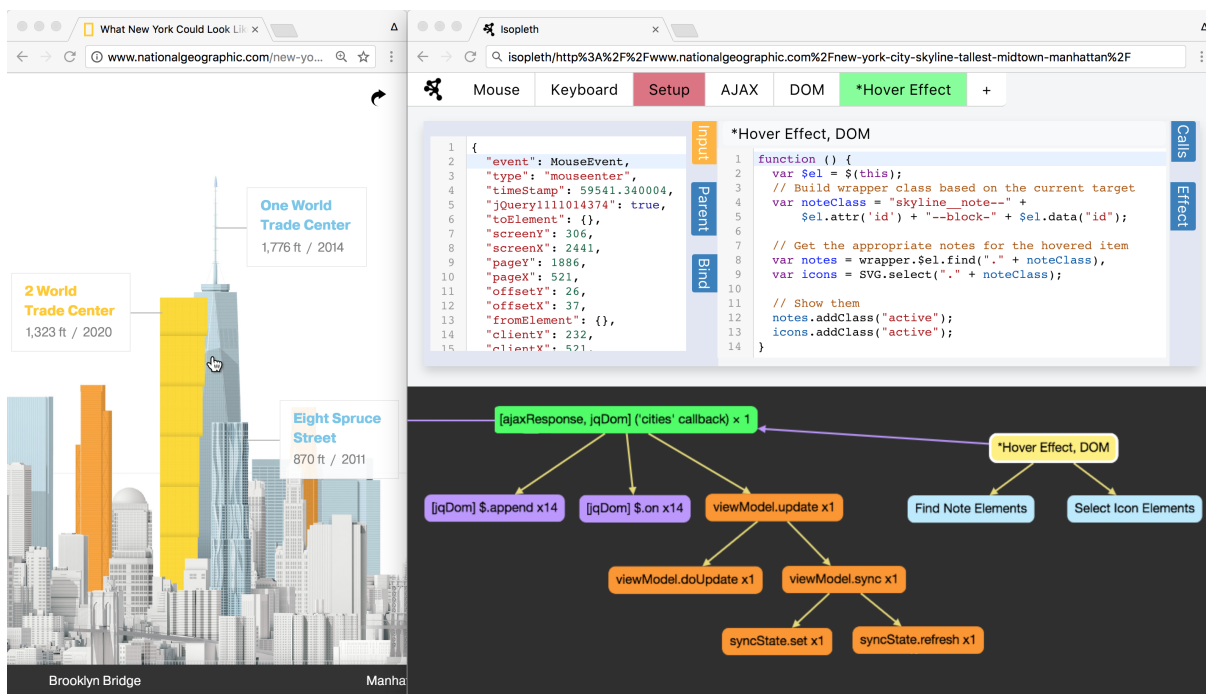 What New York Could Look Lik
www.nationalgeographic.com/new-yo...
One World
Trade Center
1,776 ft / 2014
2 World
Trade Center
1,323 ft / 2020
Eight Spruce
Street
870 ft / 2011
Brooklyn Bridge
Manha
Isopleth
isopleth/http%3A%2F%2Fwww.nationalgeographic.com%2Fnew-york-city-skyline-tallest-midtown-manhattan%2F
Mouse
Keyboard
Setup
AJAX
DOM
*Hover Effect
+
1 {
2 "event": MouseEvent,
3 "type": "mouseenter",
4 "timeStamp": 59541.340004,
5 "jQuery1111014374": true,
6 "toElement": {},
7 "screenY": 306,
8 "screenX": 2441,
9 "pageY": 1886,
10 "pageX": 521,
11 "offsetY": 26,
12 "offsetX": 37,
13 "fromElement": {},
14 "clientY": 232,
15 "clientX": 521,
Input
Parent
Bind
*Hover Effect, DOM
1 function () {
2 var $el = $(this);
3 // Build wrapper class based on the current target
4 var noteClass = "skyline__note--" +
5 $el.attr('id') + "--block-" + $el.data("id");
6
7 // Get the appropriate notes for the hovered item
8 var notes = wrapper.$el.find("." + noteClass),
9 var icons = SVG.select("." + noteClass);
10
11 // Show them
12 notes.addClass("active");
13 icons.addClass("active");
14 }
Calls
Effect
[ajaxResponse, jqDom] ('cities' callback) × 1
*Hover Effect, DOM
[jqDom] $.append x14
[jqDom] $.on x14
viewModel.update x1
Find Note Elements
Select Icon Elements
viewModel.doUpdate x1
viewModel.sync x1
syncState.set x1
syncState.refresh x1